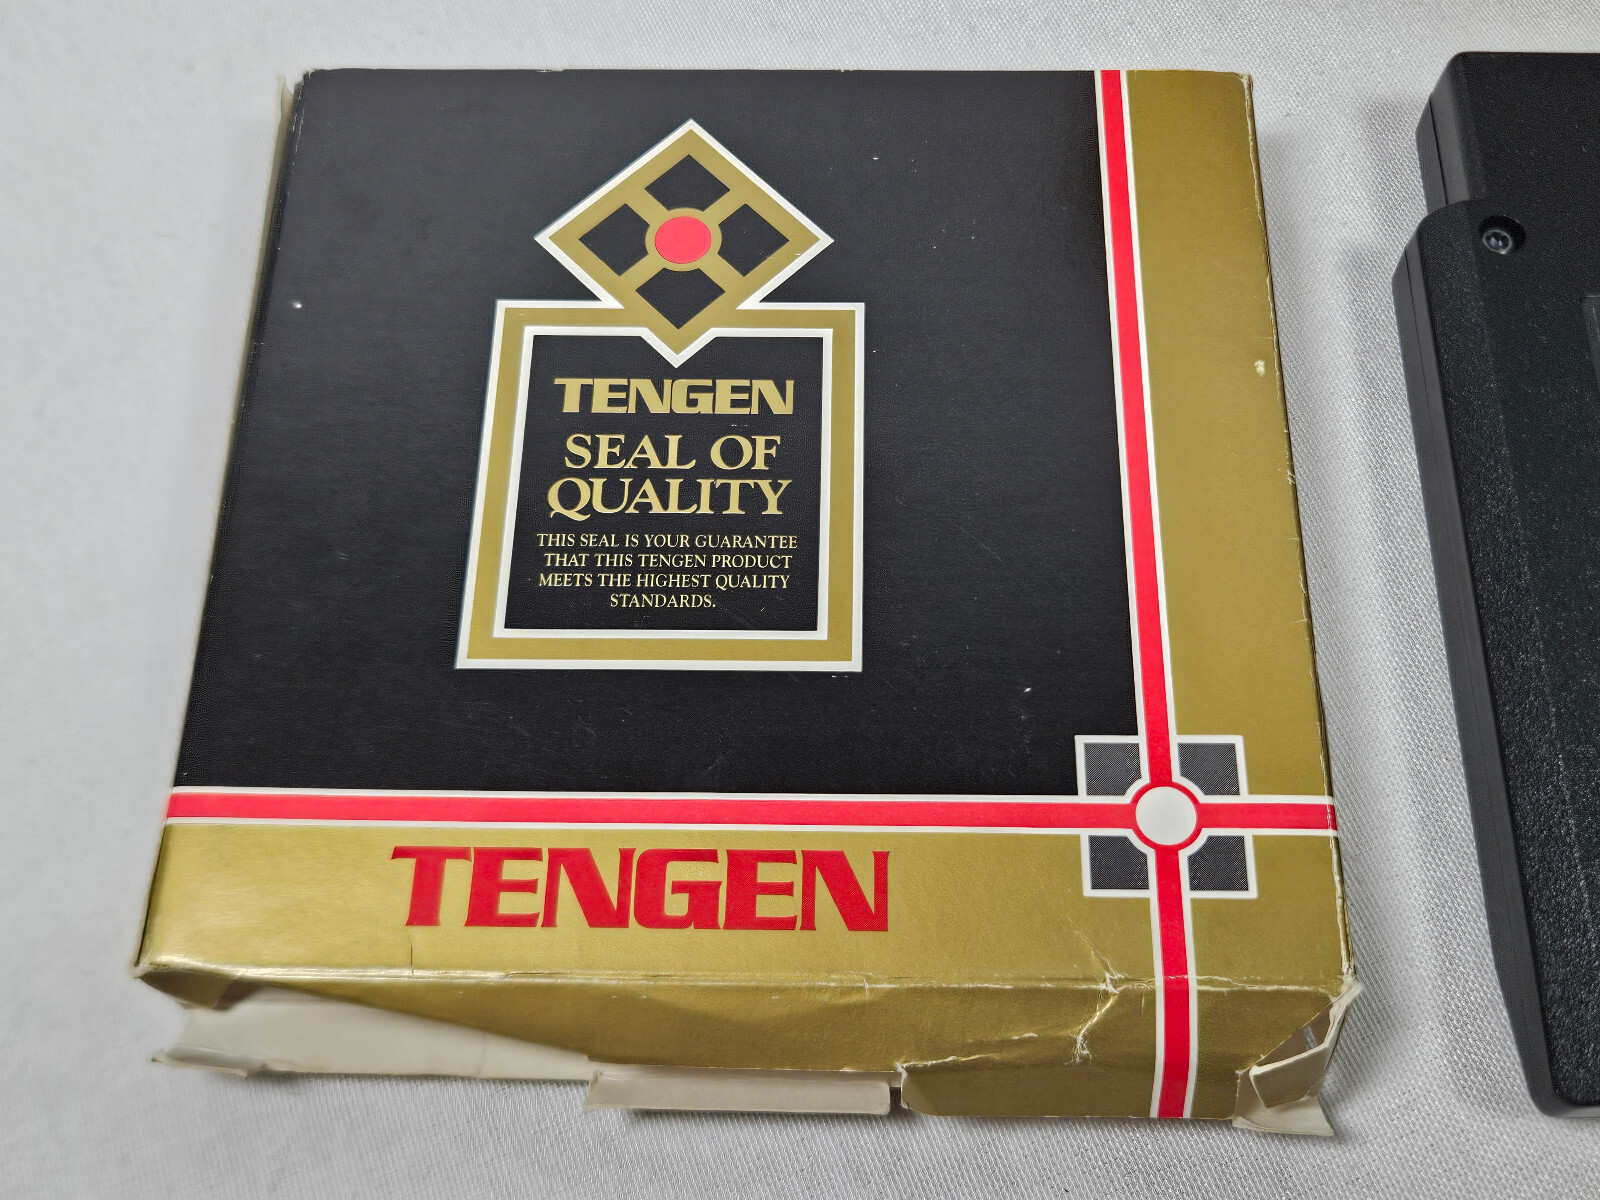 TENGEN
SEAL OF
QUALITY
THIS SEAL IS YOUR GUARANTEE
THAT THIS TENGEN PRODUCT
MEETS THE HIGHEST QUALITY
STANDARDS.
TENGEN